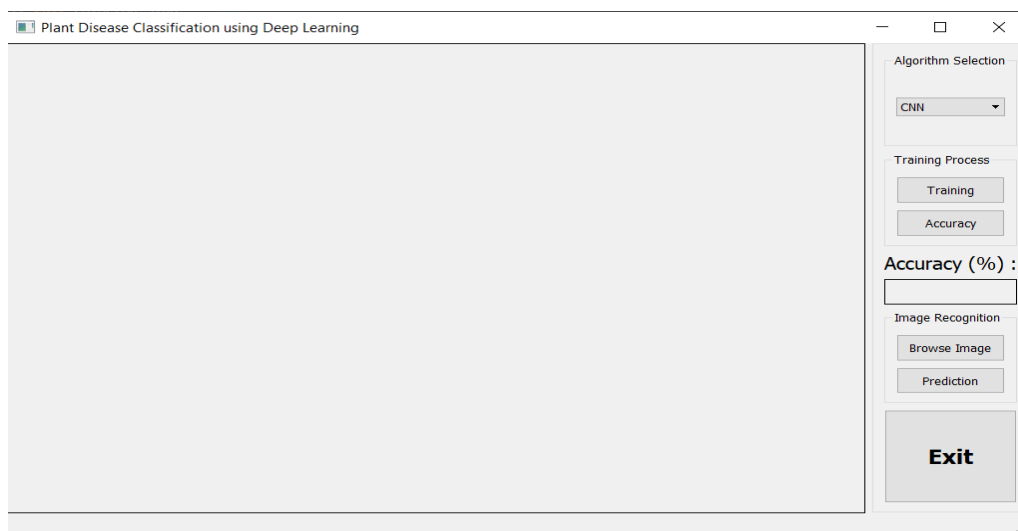 Plant Disease Classification using Deep Learning
Algorithm Selection
CNN
Training Process
Training
Accuracy
Accuracy (%) :
Image Recognition
Browse Image
Prediction
Exit